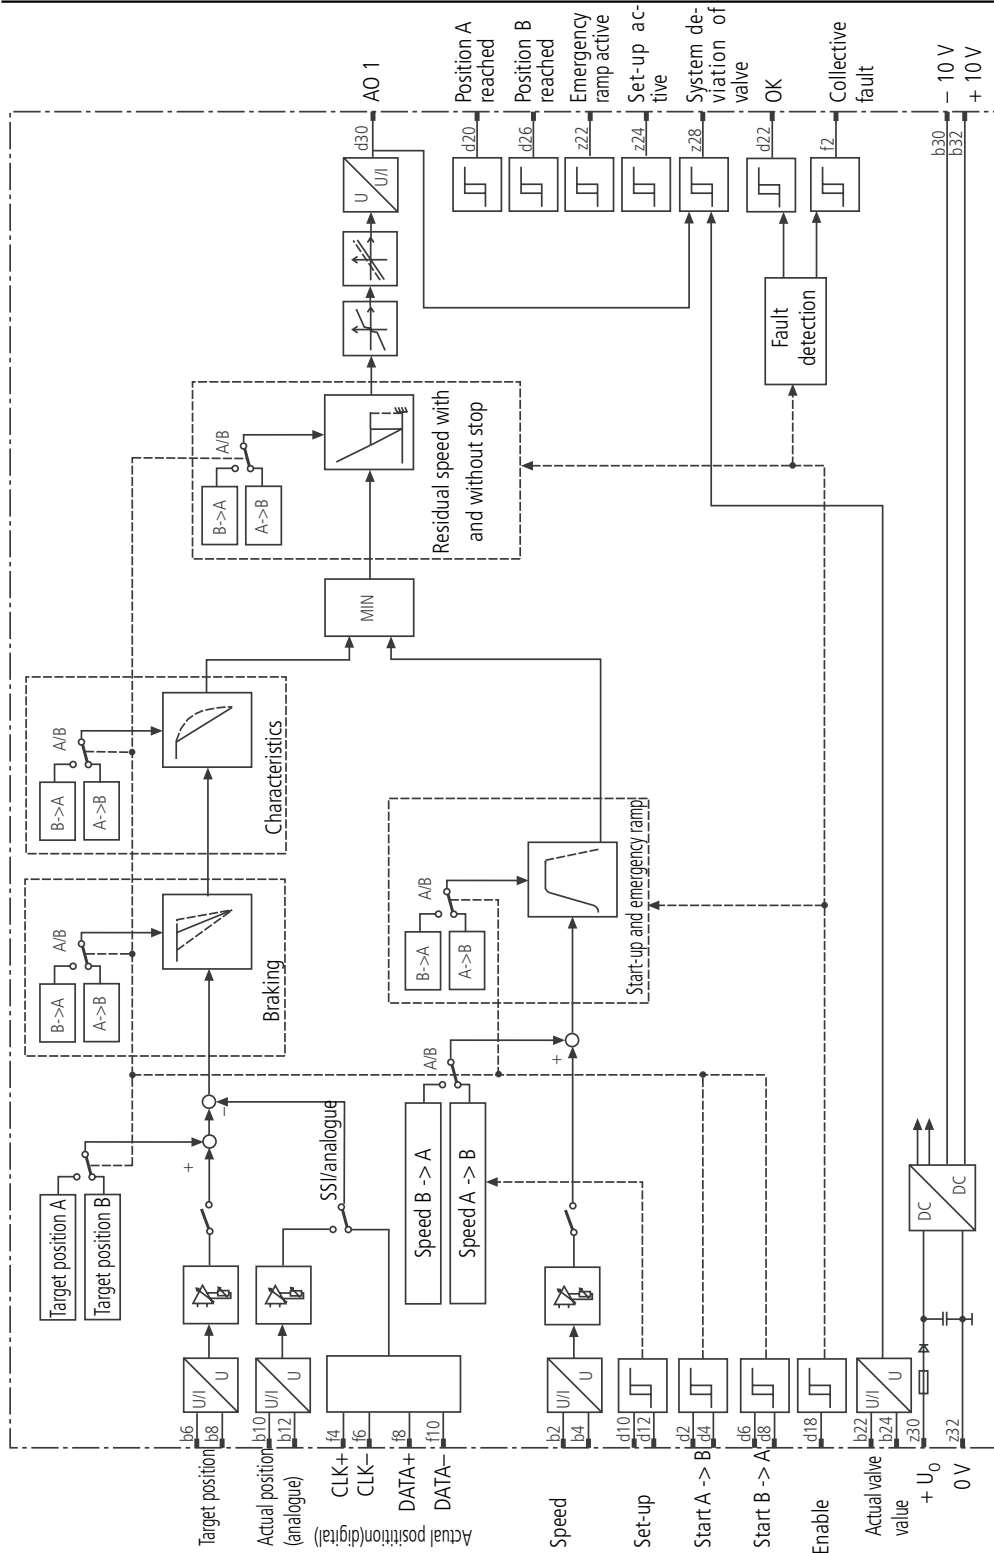 Target position A
Target position B
B->A
A->B
A/B
Braking
B->A
A->B
A/B
Characteristics
B->A
A->B
A/B
Residual speed with
and without stop
MIN
Target position
b6
b8
U/I
U
+
–
Actual position
(analogue)
b10
b12
U/I
U
SSI/analogue
Actual posititon(digital)
CLK+
CLK–
DATA+
DATA–
f4
f6
f8
f10
Speed B -> A
Speed A -> B
A/B
+
B->A
A->B
A/B
Start-up and emergency ramp
Speed
b2
b4
U/I
U
Set-up
d10
d12
Start A -> B
d2
d4
Start B -> A
d6
d8
Enable
d18
Actual valve
value
b22
b24
U/I
U
+ U0
z30
0 V
z32
DC
DC
U
U/I
d30
AO 1
d20
Position A
reached
d26
Position B
reached
z22
Emergency
ramp active
z24
Set-up ac-
tive
z28
System de-
viation of
valve
d22
OK
f2
Collective
fault
Fault
detection
b30
– 10 V
b32
+ 10 V